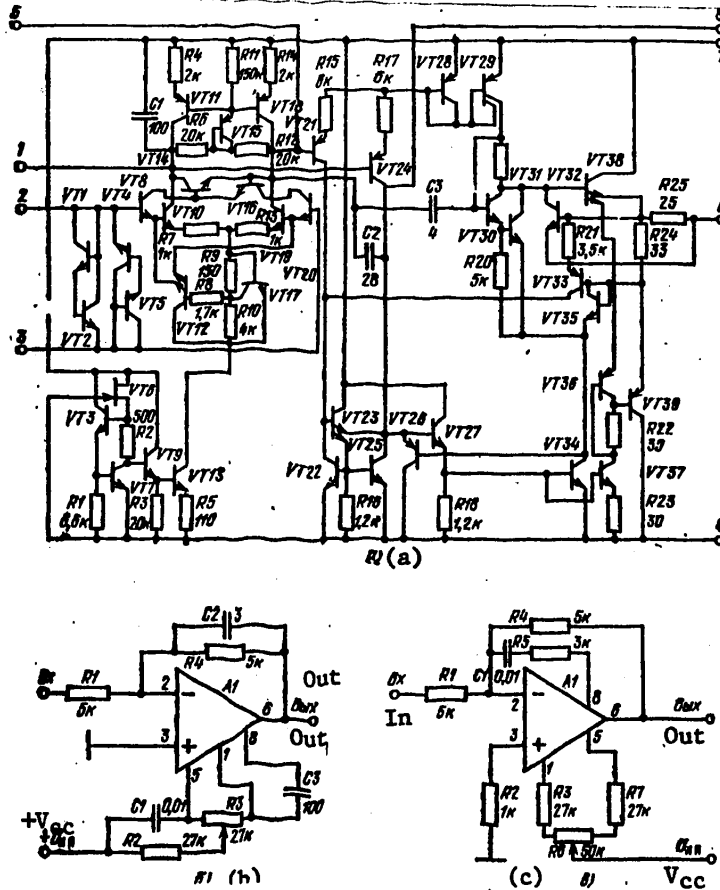 5
R4
2к
R11
150к
R14
2к
R15
8к
R17
8к
VT28
VT29
VT11
VT18
C1
100
R6
20к
VT15
R12
20к
VT21
1
VT14
VT24
VT31
VT32
VT38
2
VT1
VT4
VT8
VT10
VT16
R13
1к
C3
4
R25
25
R7
1к
VT19
VT20
C2
28
VT30
R21
3,5к
R24
33
R9
150
R20
5к
VT33
VT5
R8
1,7к
VT17
VT35
VT2
VT12
R10
4к
3
VT36
VT6
VT3
500
R2
VT9
VT23
VT26
VT27
VT39
VT25
R22
39
VT7
VT13
VT22
VT34
VT37
R1
R3
20к
R5
110
R16
1,2к
R18
1,2к
R23
30
(a)
C2
3
R4
5к
Out
Вх
R1
5к
A1
2
6
Вых
Out
3
1
8
5
C1
0,01
R3
27к
C3
100
+Vcc
R2
27к
(b)
R4
5к
R5
3к
C1
0,01
Вх
In
R1
5к
A1
8
2
6
Вых
Out
3
1
5
R2
1к
R3
27к
R7
27к
R6
50к
Vcc
(c)